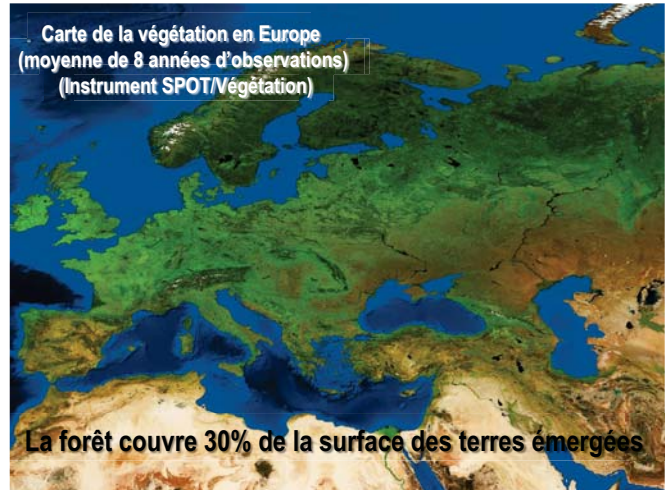 Carte de la végétation en Europe
(moyenne de 8 années d’observations)
(Instrument SPOT/Végétation)
La forêt couvre 30% de la surface des terres émergées